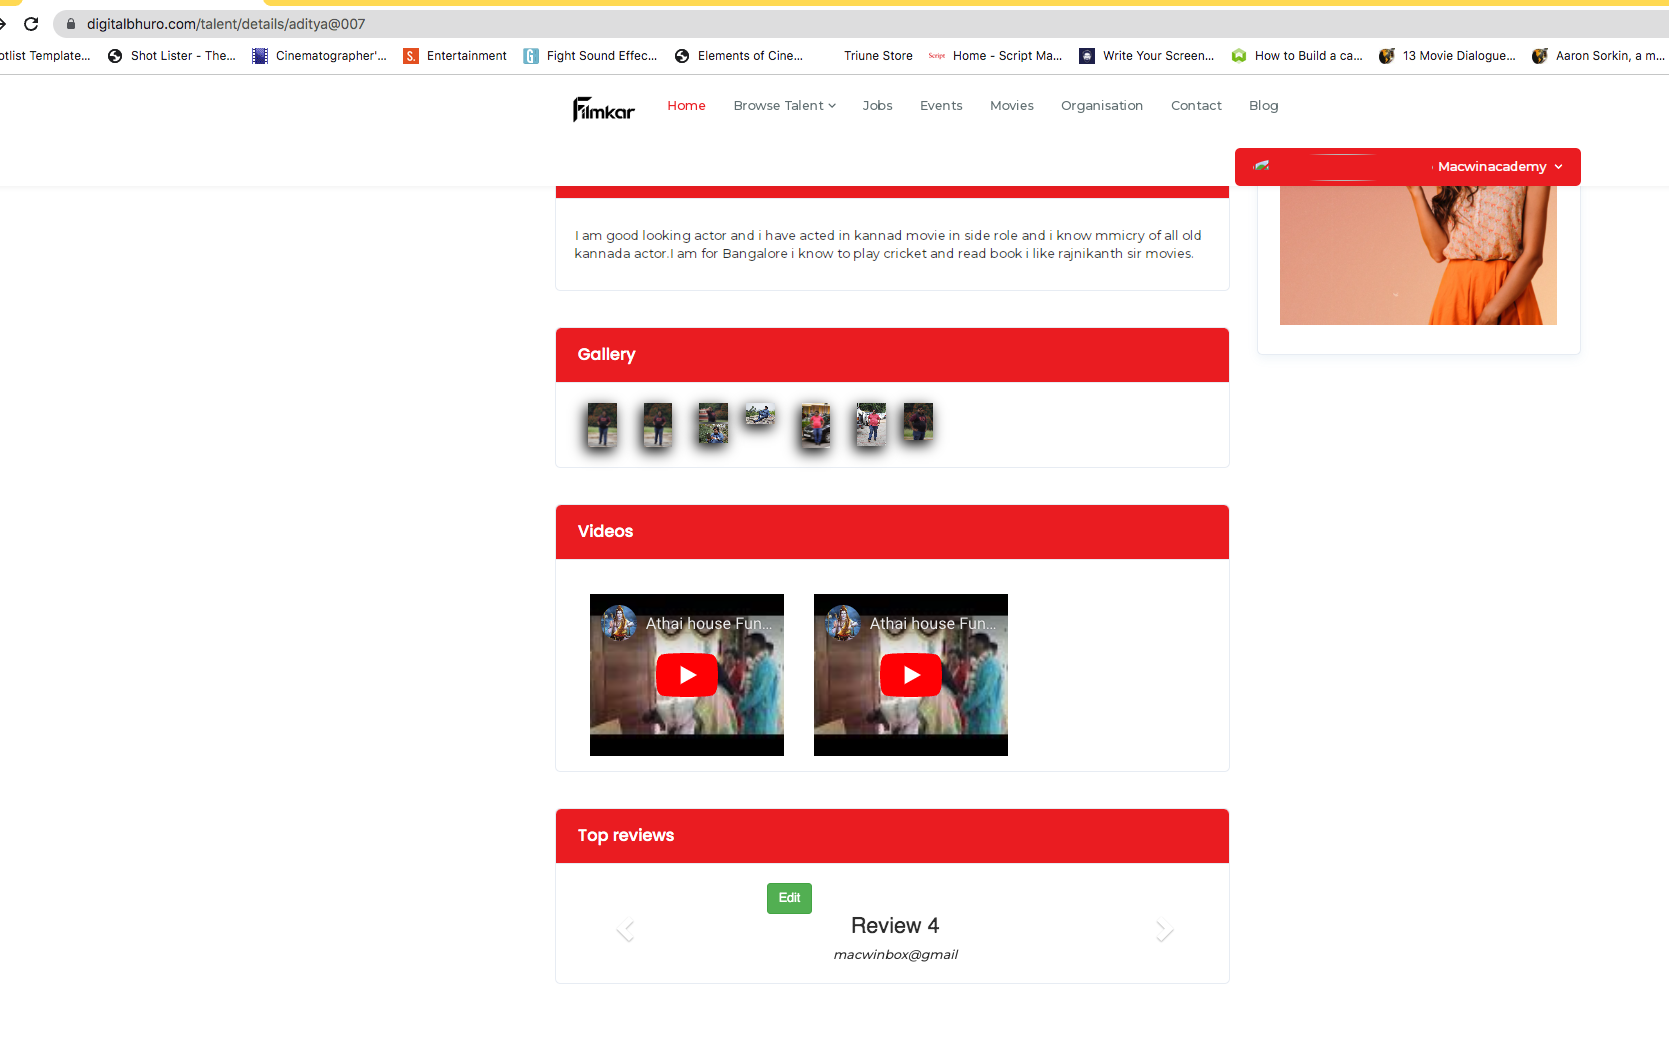 digitalbhuro.com/talent/details/aditya@007
otlist Template... Shot Lister - The... Cinematographer'... S. Entertainment G Fight Sound Effec... Elements of Cine... Triune Store Script Home - Script Ma... Write Your Screen... How to Build a ca... 13 Movie Dialogue... Aaron Sorkin, a m...
Filmkar Home Browse Talent Jobs Events Movies Organisation Contact Blog
Macwinacademy
I am good looking actor and i have acted in kannad movie in side role and i know mmicry of all old
kannada actor.I am for Bangalore i know to play cricket and read book i like rajnikanth sir movies.
Gallery
Videos
Athai house Fun... Athai house Fun...
Top reviews
Edit
Review 4
macwinbox@gmail